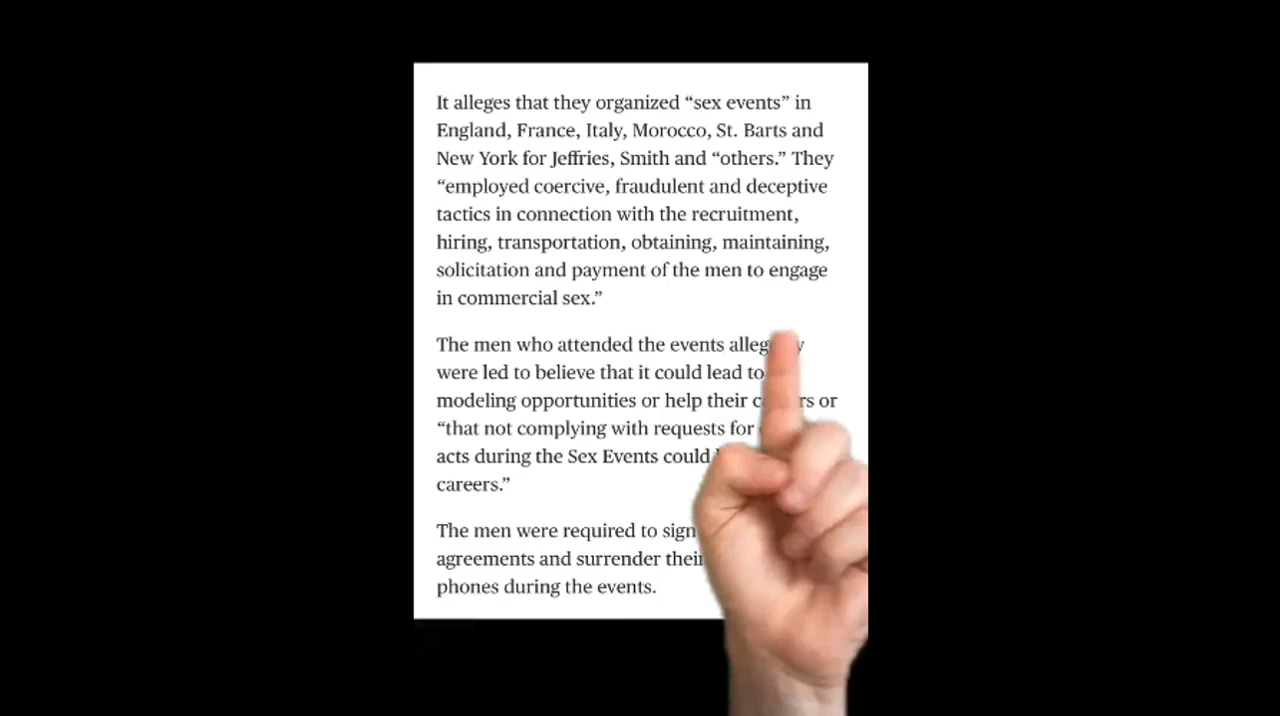 It alleges that they organized “sex events” in
England, France, Italy, Morocco, St. Barts and
New York for Jeffries, Smith and “others.” They
“employed coercive, fraudulent and deceptive
tactics in connection with the recruitment,
hiring, transportation, obtaining, maintaining,
solicitation and payment of the men to engage
in commercial sex.”
The men who attended the events
were led to believe that it could lead to
modeling opportunities or help their or
“that not complying with requests for
acts during the Sex Events could
careers.”
The men were required to sign
agreements and surrender their
phones during the events.